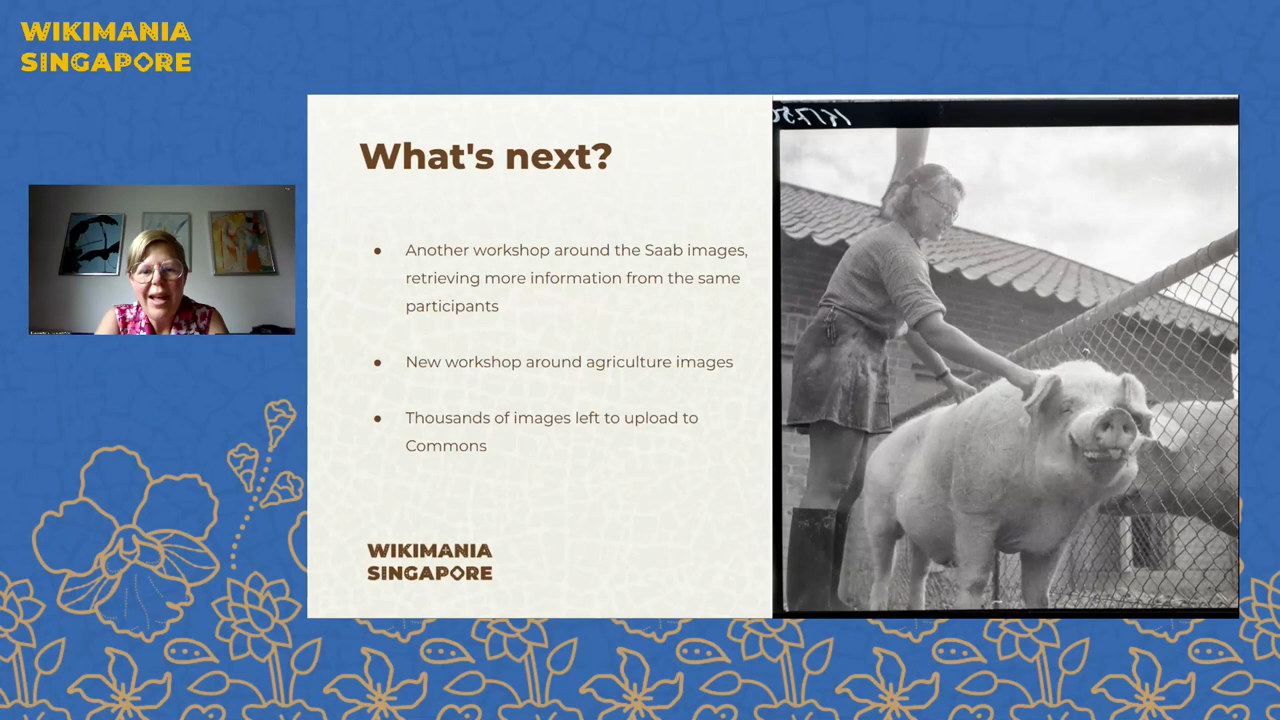 WIKIMANIA
SINGAPORE
What's next?
● Another workshop around the Saab images,
retrieving more information from the same
participants
● New workshop around agriculture images
● Thousands of images left to upload to
Commons
WIKIMANIA
SINGAPORE